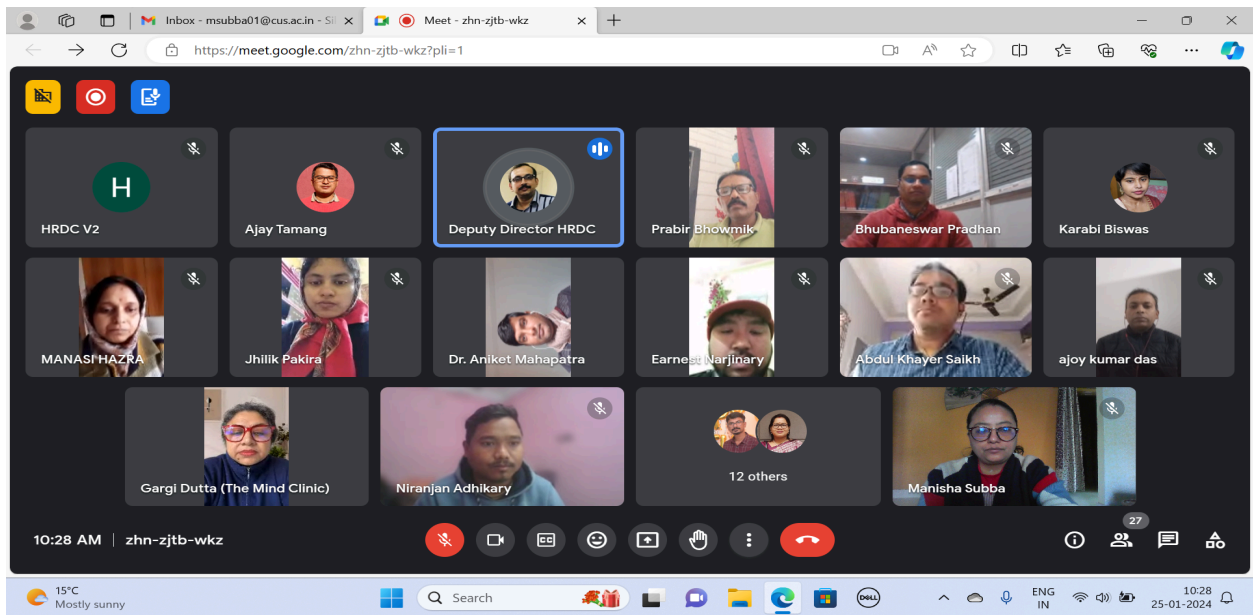 Inbox - msubba01@cus.ac.in - Si
Meet - zhn-zjtb-wkz
https://meet.google.com/zhn-zjtb-wkz?pli=1
H
HRDC V2
Ajay Tamang
Deputy Director HRDC
Prabir Bhowmik
Bhubaneswar Pradhan
Karabi Biswas
MANASI HAZRA
Jhilik Pakira
Dr. Aniket Mahapatra
Earnest Narjinary
Abdul Khayer Saikh
ajoy kumar das
Gargi Dutta (The Mind Clinic)
Niranjan Adhikary
12 others
Manisha Subba
10:28 AM | zhn-zjtb-wkz
CC
27
15°C
Mostly sunny
Search
DELL
ENG
IN
10:28
25-01-2024